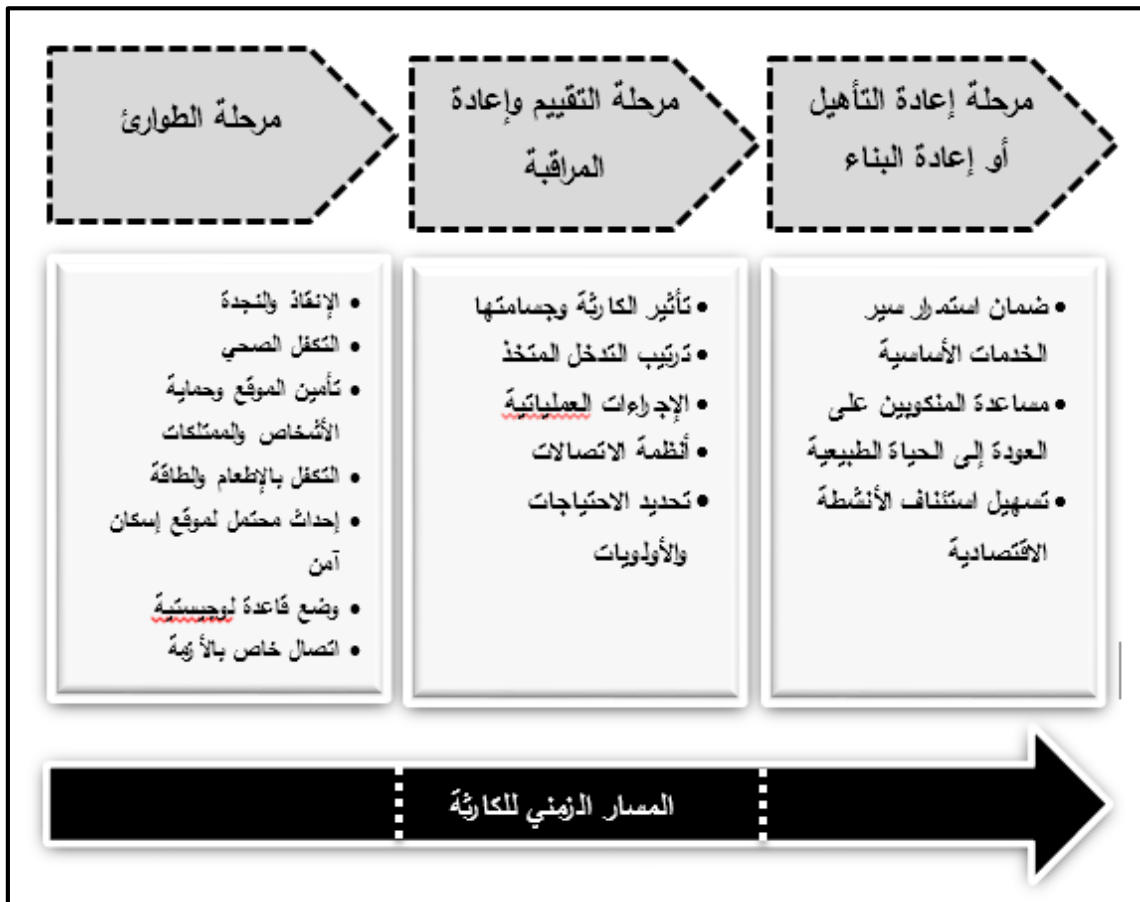 مرحلة الطوارئ
مرحلة التقييم وإعادة
المراقبة
مرحلة إعادة التأهيل
أو إعادة البناء
• الإنقاذ والنجدة
• التكفل الصحي
• تأمين الموقع وحماية
الأشخاص والممتلكات
• التكفل بالإطعام والطاقة
• إحداث محتمل لموقع إسكان
آمن
• وضع قاعدة لوجيستية
• اتصال خاص بالأزمة
• تأثير الكارثة وجسامتها
• ترتيب التدخل المتخذ
• الإجراءات العملياتية
• أنظمة الاتصالات
• تحديد الاحتياجات
والأولويات
• ضمان استمرار سير
الخدمات الأساسية
• مساعدة المنكوبين على
العودة إلى الحياة الطبيعية
• تسهيل استئناف الأنشطة
الاقتصادية
المسار الزمني للكارثة